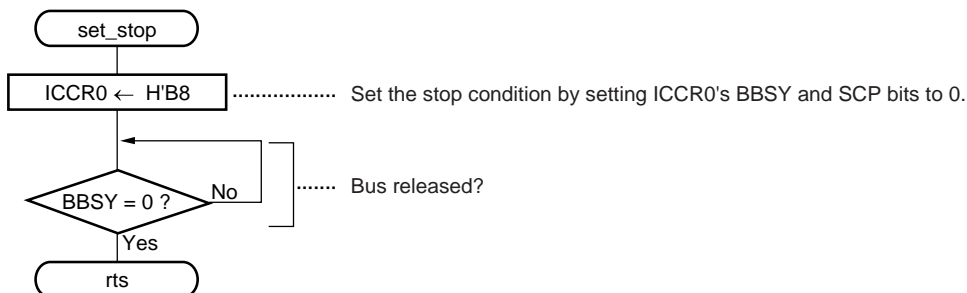 set_stop
ICCR0 ← H'B8 .................. Set the stop condition by setting ICCR0's BBSY and SCP bits to 0.
BBSY = 0 ? No ....... Bus released?
Yes
rts